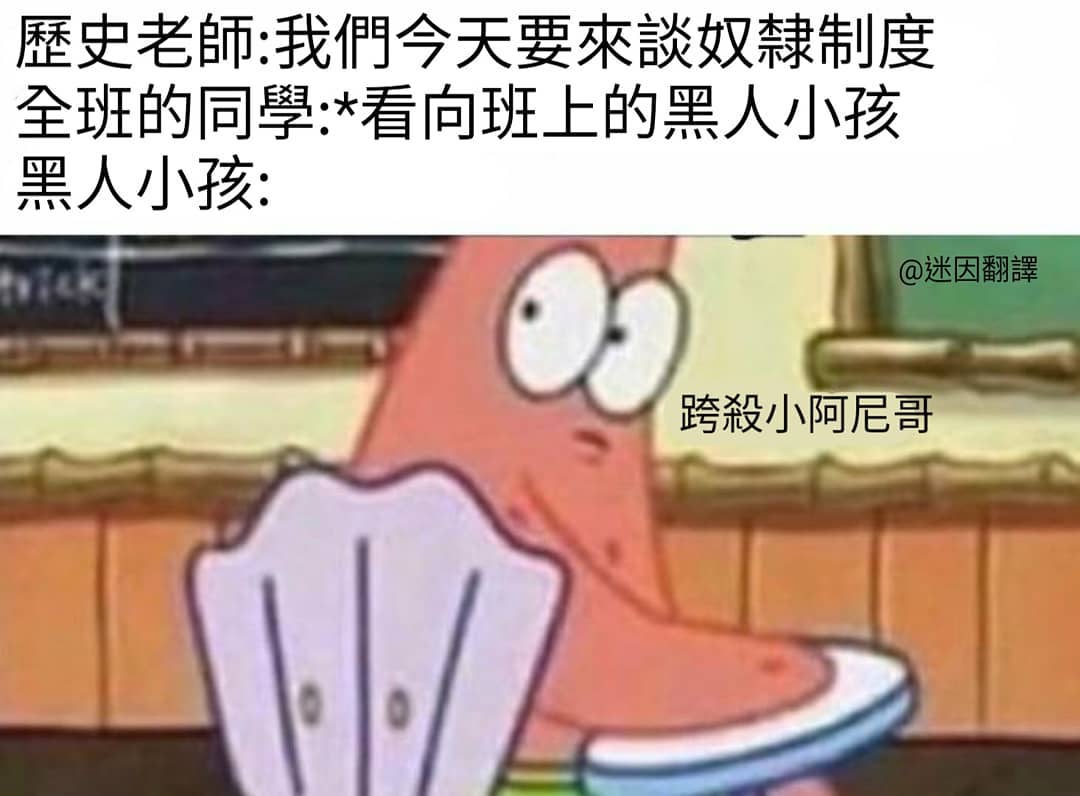 歷史老師:我們今天要來談奴隸制度
全班的同學:*看向班上的黑人小孩
黑人小孩:
@迷因翻譯
跨殺小阿尼哥